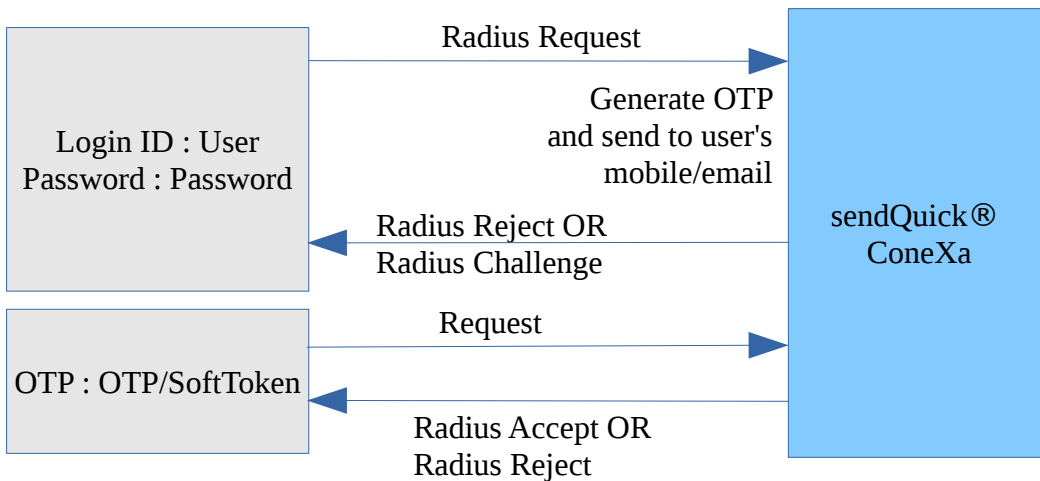 Radius Request
Login ID : User
Password : Password
Generate OTP
and send to user's
mobile/email
Radius Reject OR
Radius Challenge
sendQuick®
ConeXa
Request
OTP : OTP/SoftToken
Radius Accept OR
Radius Reject